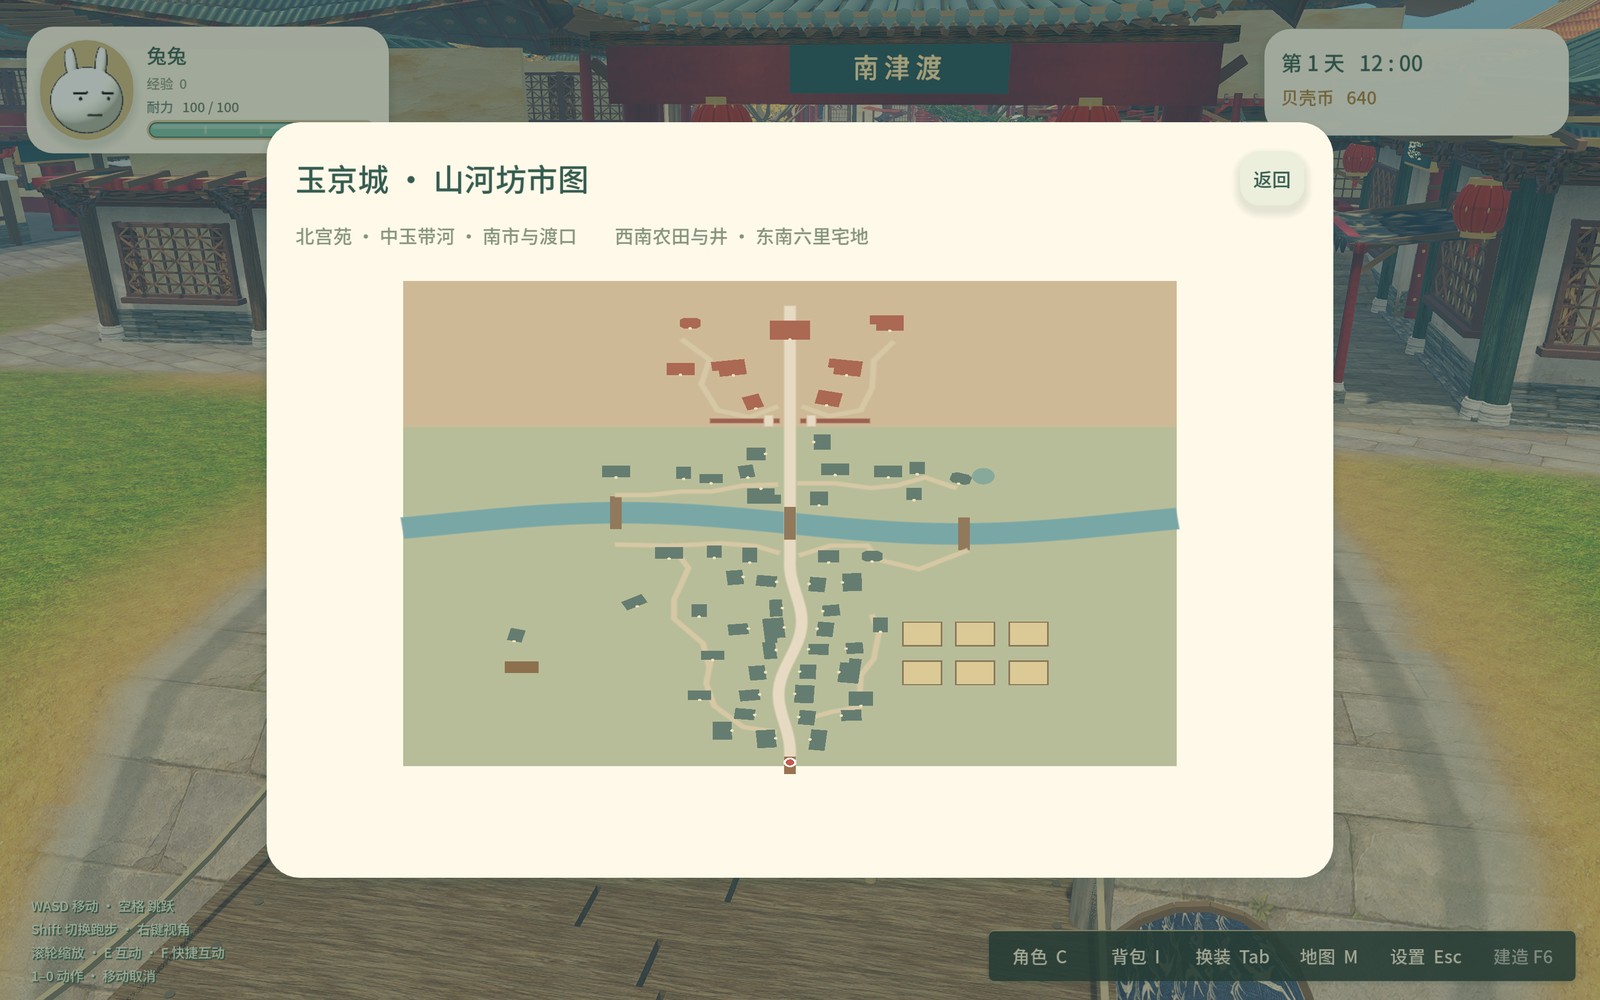 兔兔
经验 0
耐力 100 / 100
南津渡
第 1 天 12:00
贝壳币 640
玉京城 · 山河坊市图
返回
北宫苑 · 中玉带河 · 南市与渡口 西南农田与井 · 东南六里宅地
WASD 移动 · 空格 跳跃
Shift 切换跑步 · 右键视角
滚轮缩放 · E 互动 · F 快捷互动
1-0 动作 · 移动取消
角色 C 背包 I 换装 Tab 地图 M 设置 Esc 建造 F6